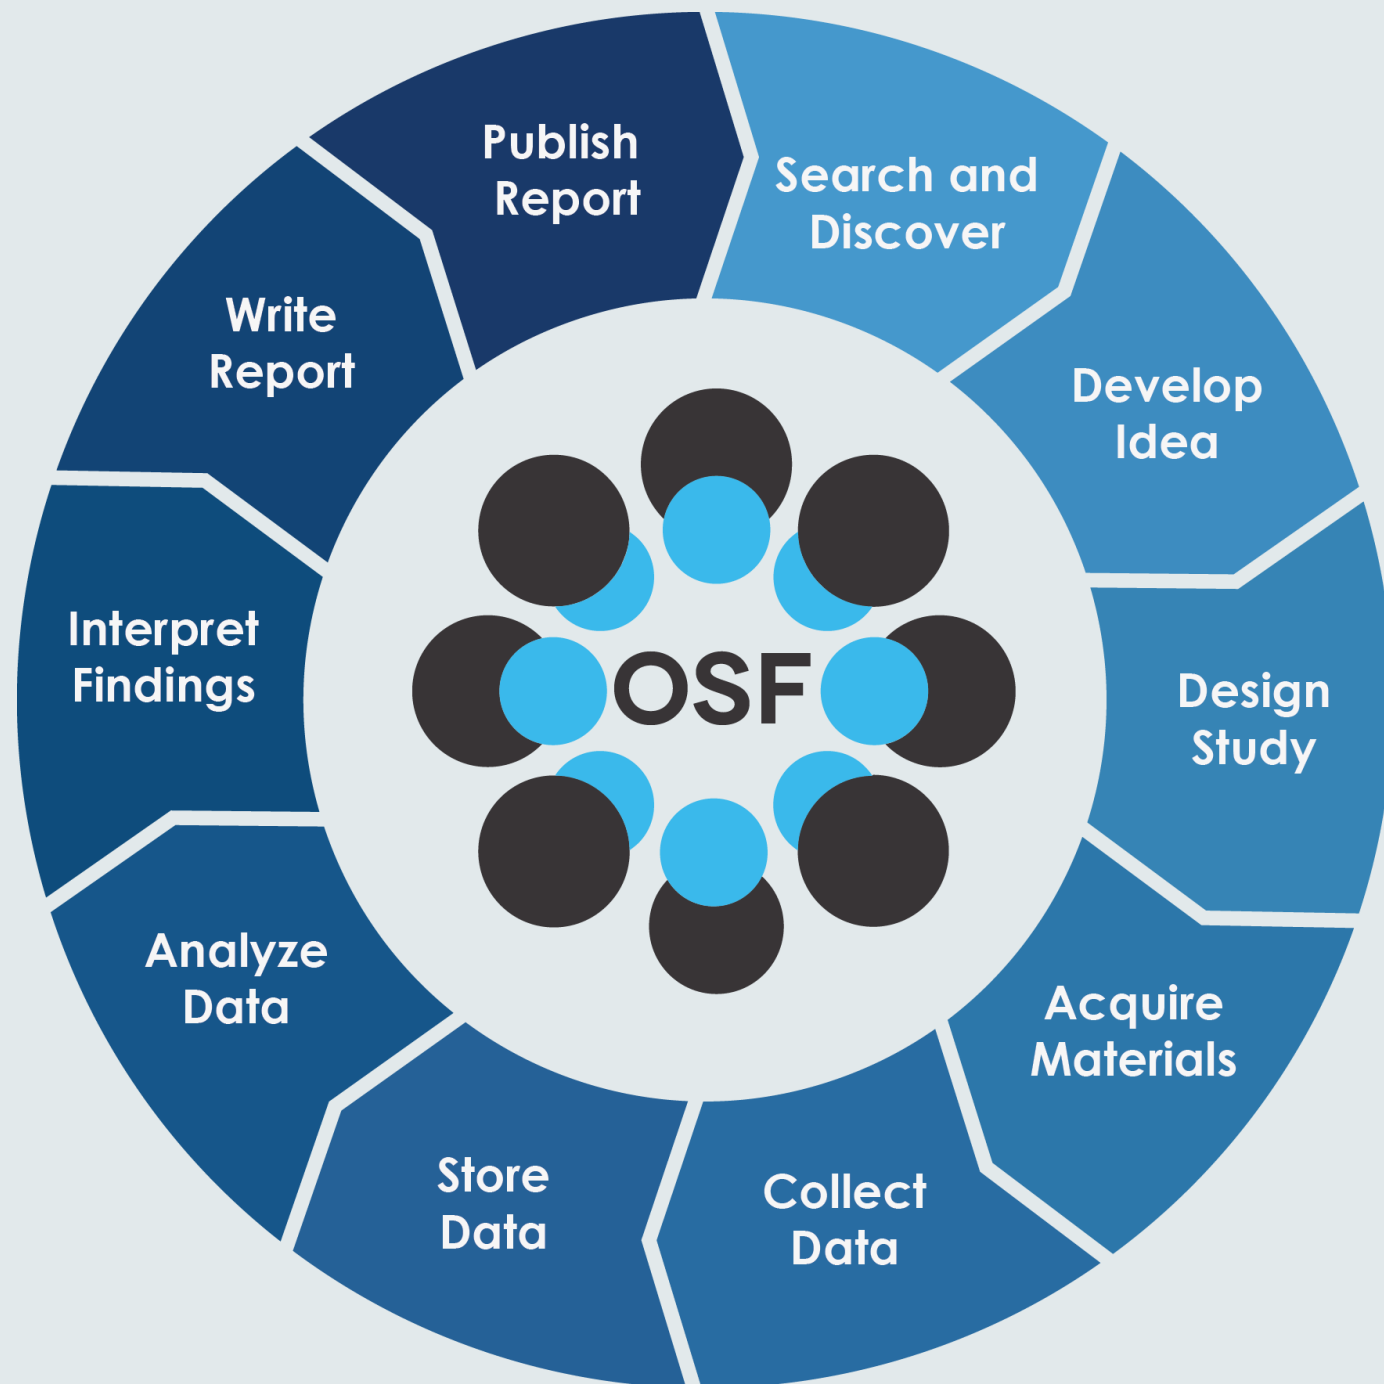 Search and
Discover
Develop
Idea
Design
Study
Acquire
Materials
Collect
Data
Store
Data
Analyze
Data
Interpret
Findings
Write
Report
Publish
Report
OSF